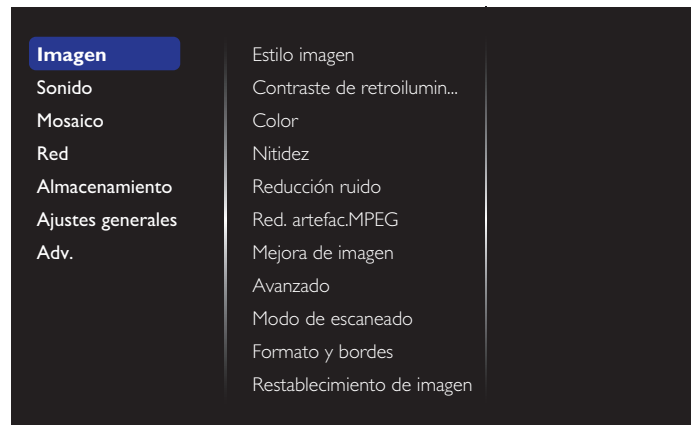 Imagen
Sonido
Mosaico
Red
Almacenamiento
Ajustes generales
Adv.
Estilo imagen
Contraste de retroilumin...
Color
Nitidez
Reducción ruido
Red. artefac.MPEG
Mejora de imagen
Avanzado
Modo de escaneado
Formato y bordes
Restablecimiento de imagen